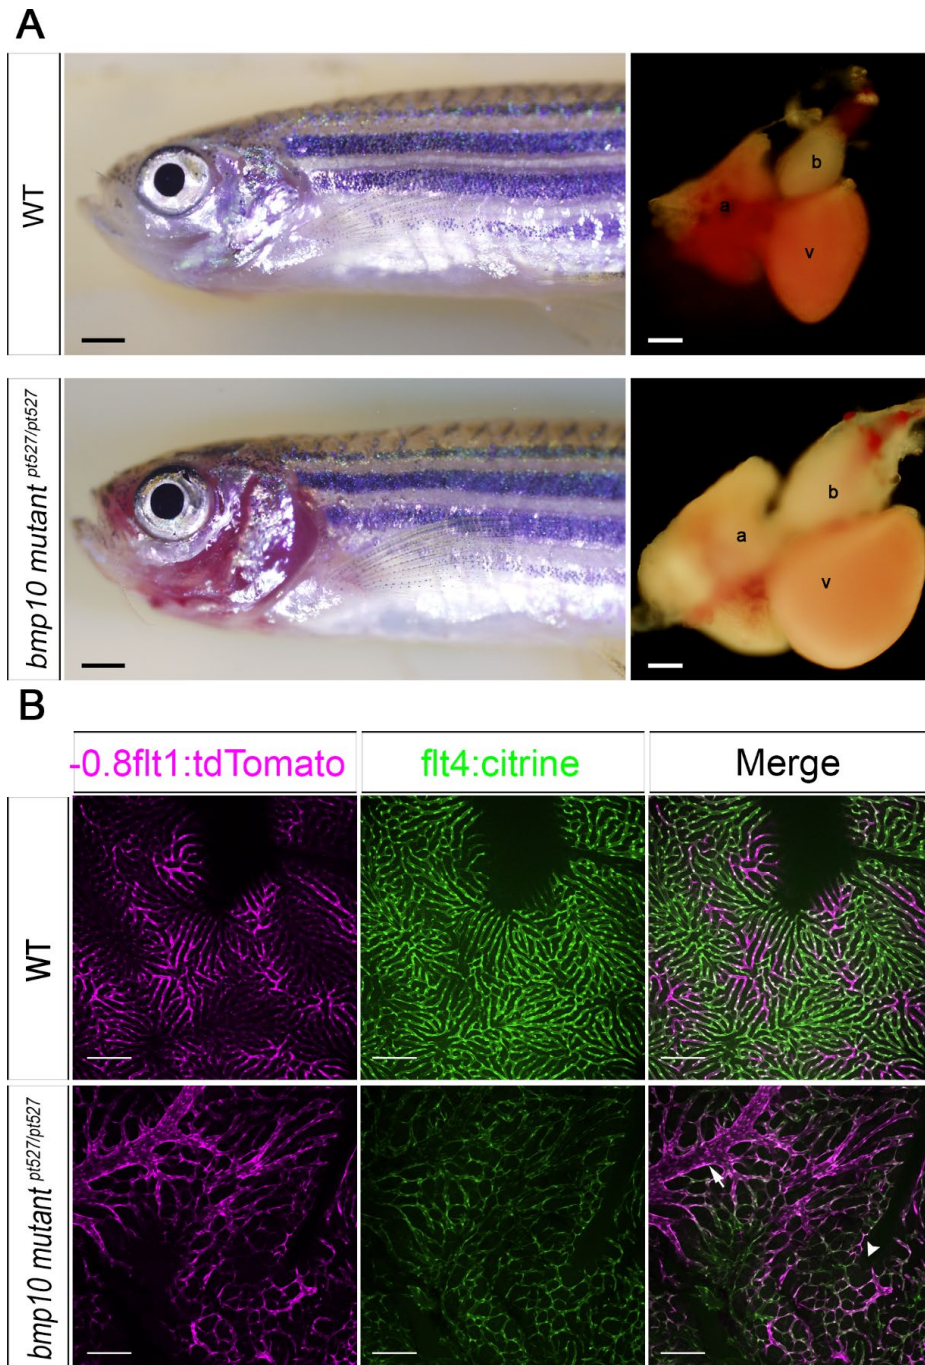 A
WT
a
b
v
bmp10 mutant pt527/pt527
a
b
v
B
-0.8flt1:tdTomato
flt4:citrine
Merge
WT
bmp10 mutant pt527/pt527